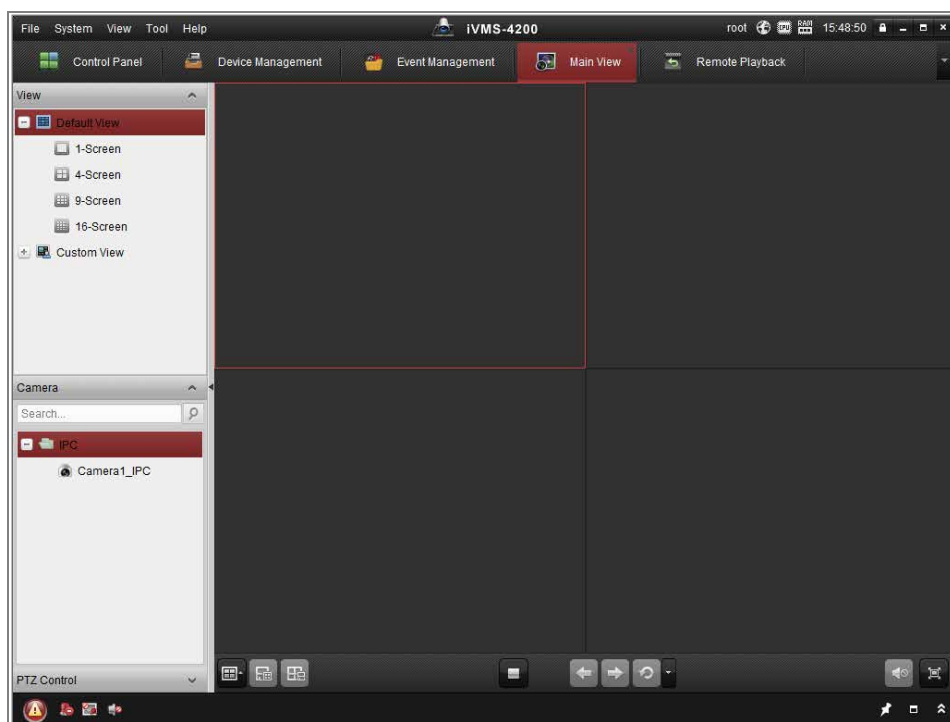 File System View Tool Help iVMS-4200 root CPU RAM 15:48:50
Control Panel Device Management Event Management Main View Remote Playback
View
Default View
1-Screen
4-Screen
9-Screen
16-Screen
Custom View
Camera
Search...
IPC
Camera1_IPC
PTZ Control